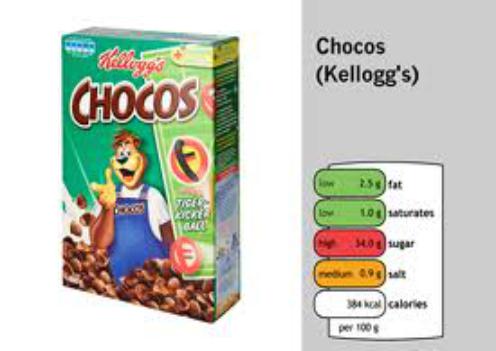 Kellogg's
CHOCOS
TIGER
KICKER
BALL
CHOCOS
Chocos
(Kellogg's)
low 2.5 g fat
low 1.0 g saturates
high 34.0 g sugar
medium 0.9 g salt
384 kcal calories
per 100 g